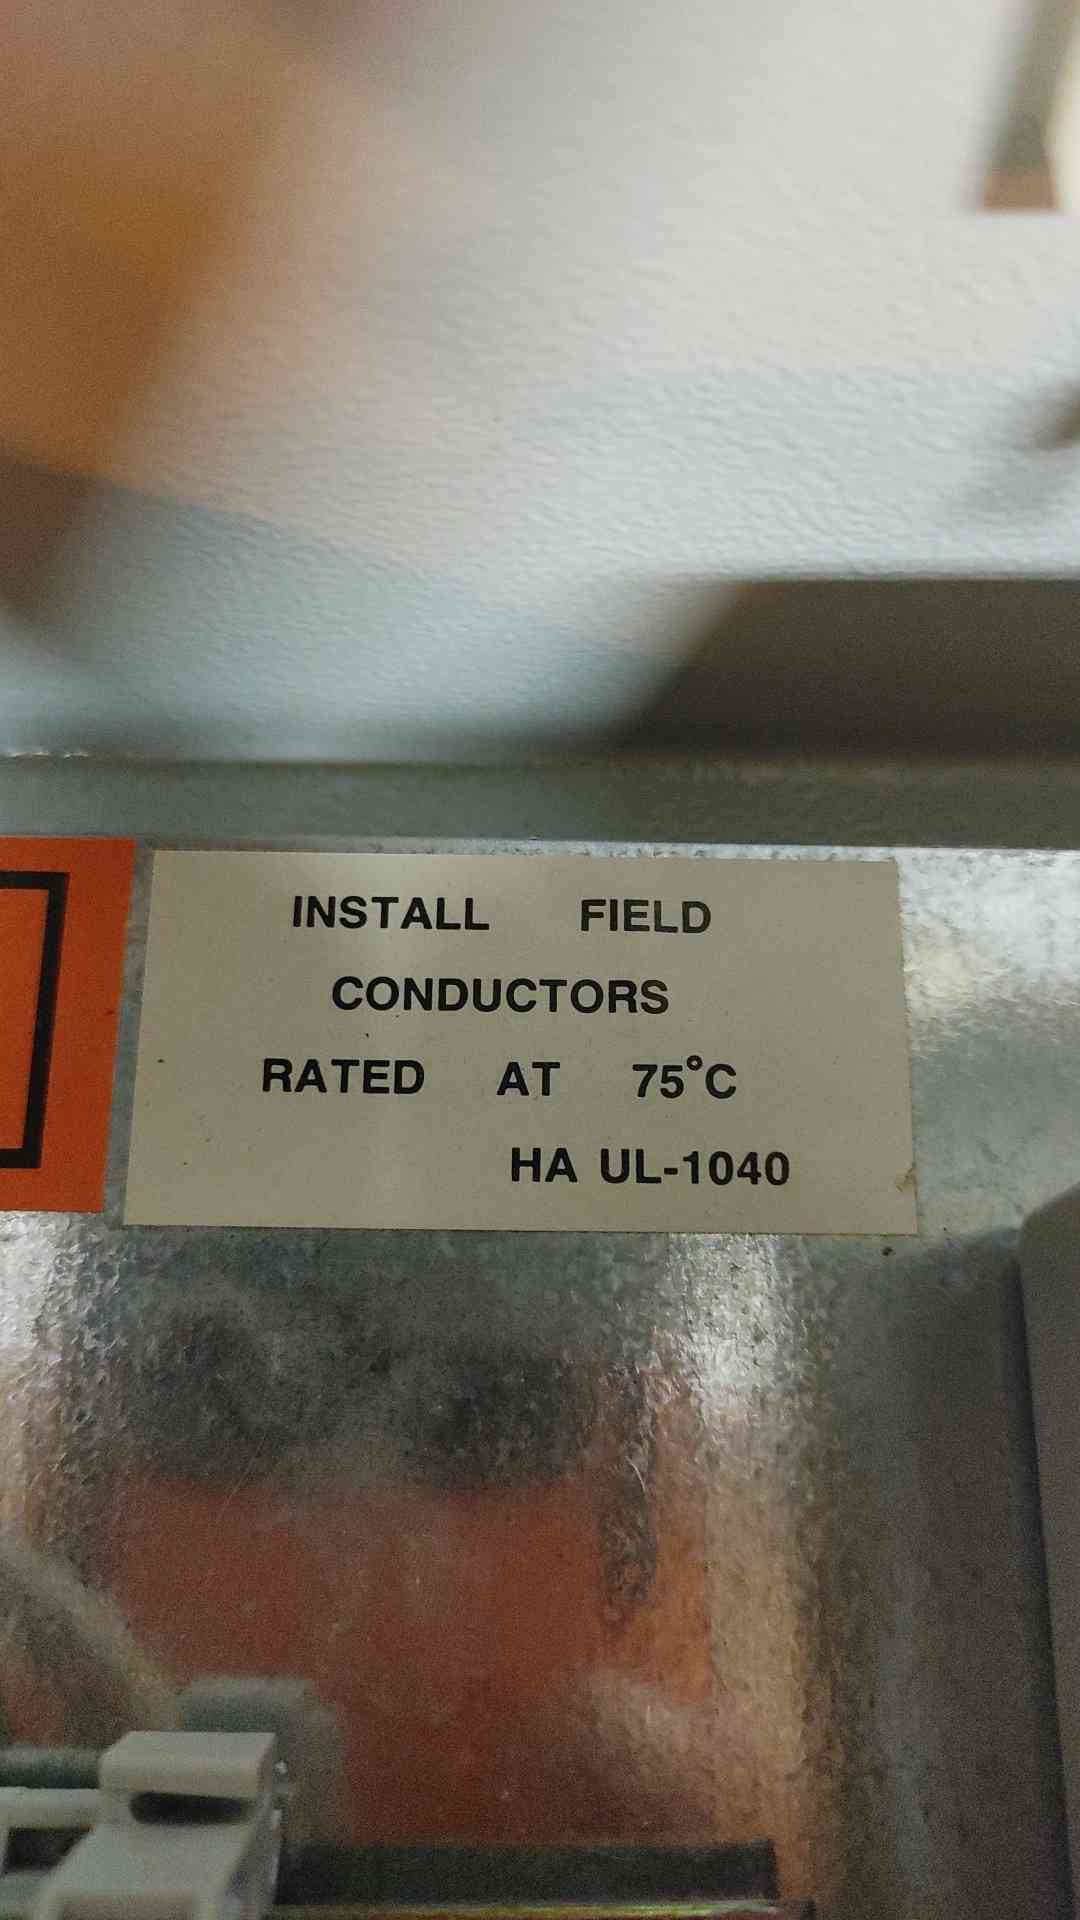 INSTALL FIELD
CONDUCTORS
RATED AT 75°C
HA UL-1040